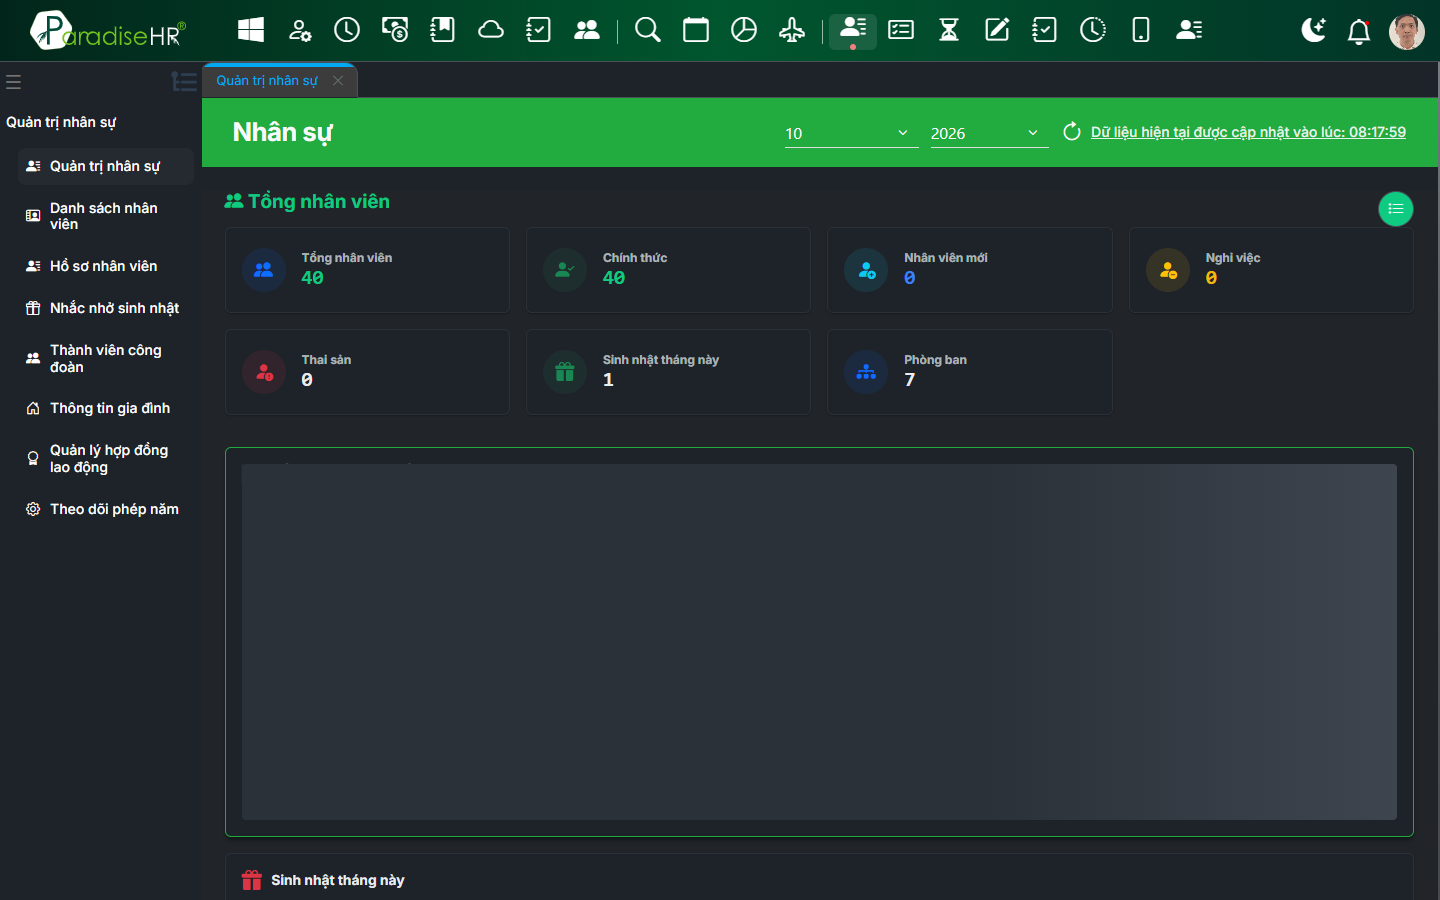 ParadiseHR®
Quản trị nhân sự
Quản trị nhân sự
Quản trị nhân sự
Danh sách nhân
viên
Hồ sơ nhân viên
Nhắc nhở sinh nhật
Thành viên công
đoàn
Thông tin gia đình
Quản lý hợp đồng
lao động
Theo dõi phép năm
Nhân sự
10
2026
Dữ liệu hiện tại được cập nhật vào lúc: 08:17:59
Tổng nhân viên
Tổng nhân viên
40
Chính thức
40
Nhân viên mới
0
Nghỉ việc
0
Thai sản
0
Sinh nhật tháng này
1
Phòng ban
7
Sinh nhật tháng này